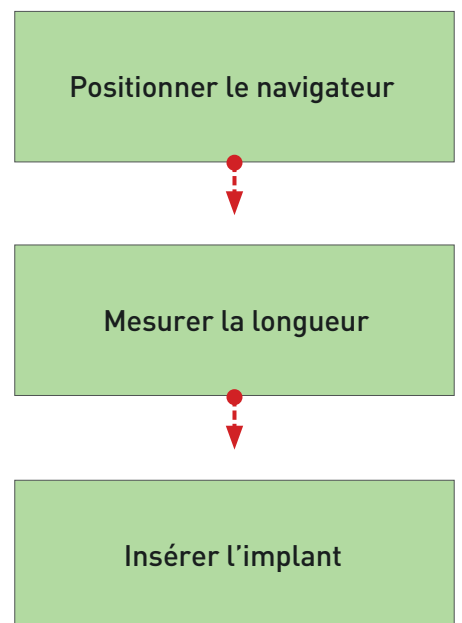 Positionner le navigateur
Mesurer la longueur
Insérer l’implant